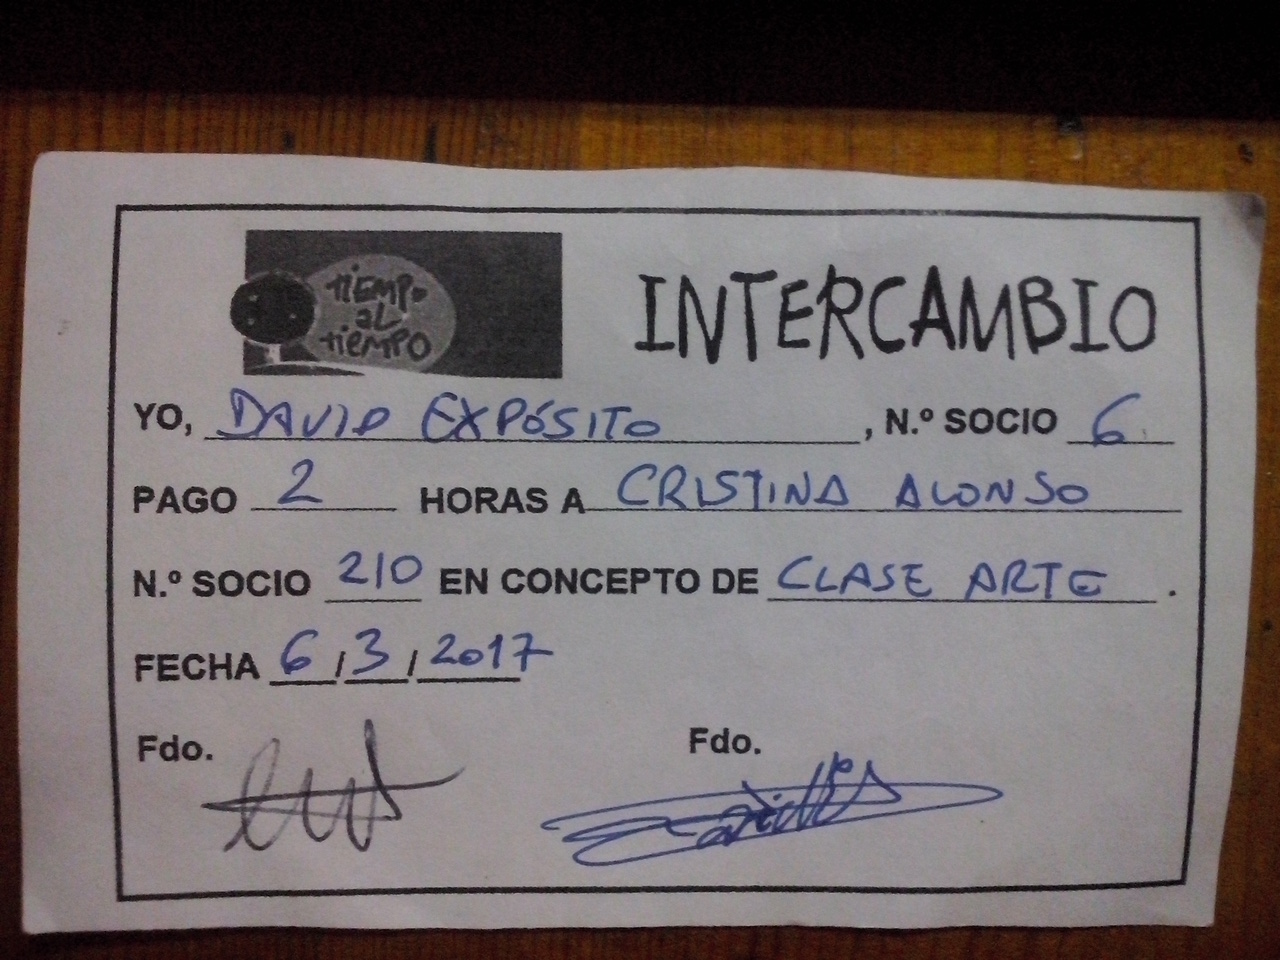 tiEMPo
aL
tiEMPO
INTERCAMBIO
YO, DAVID EXPÓSITO, N.º SOCIO 6
PAGO 2 HORAS A CRISTINA ALONSO
N.º SOCIO 210 EN CONCEPTO DE CLASE ARTE.
FECHA 6/3/2017
Fdo. Fdo.